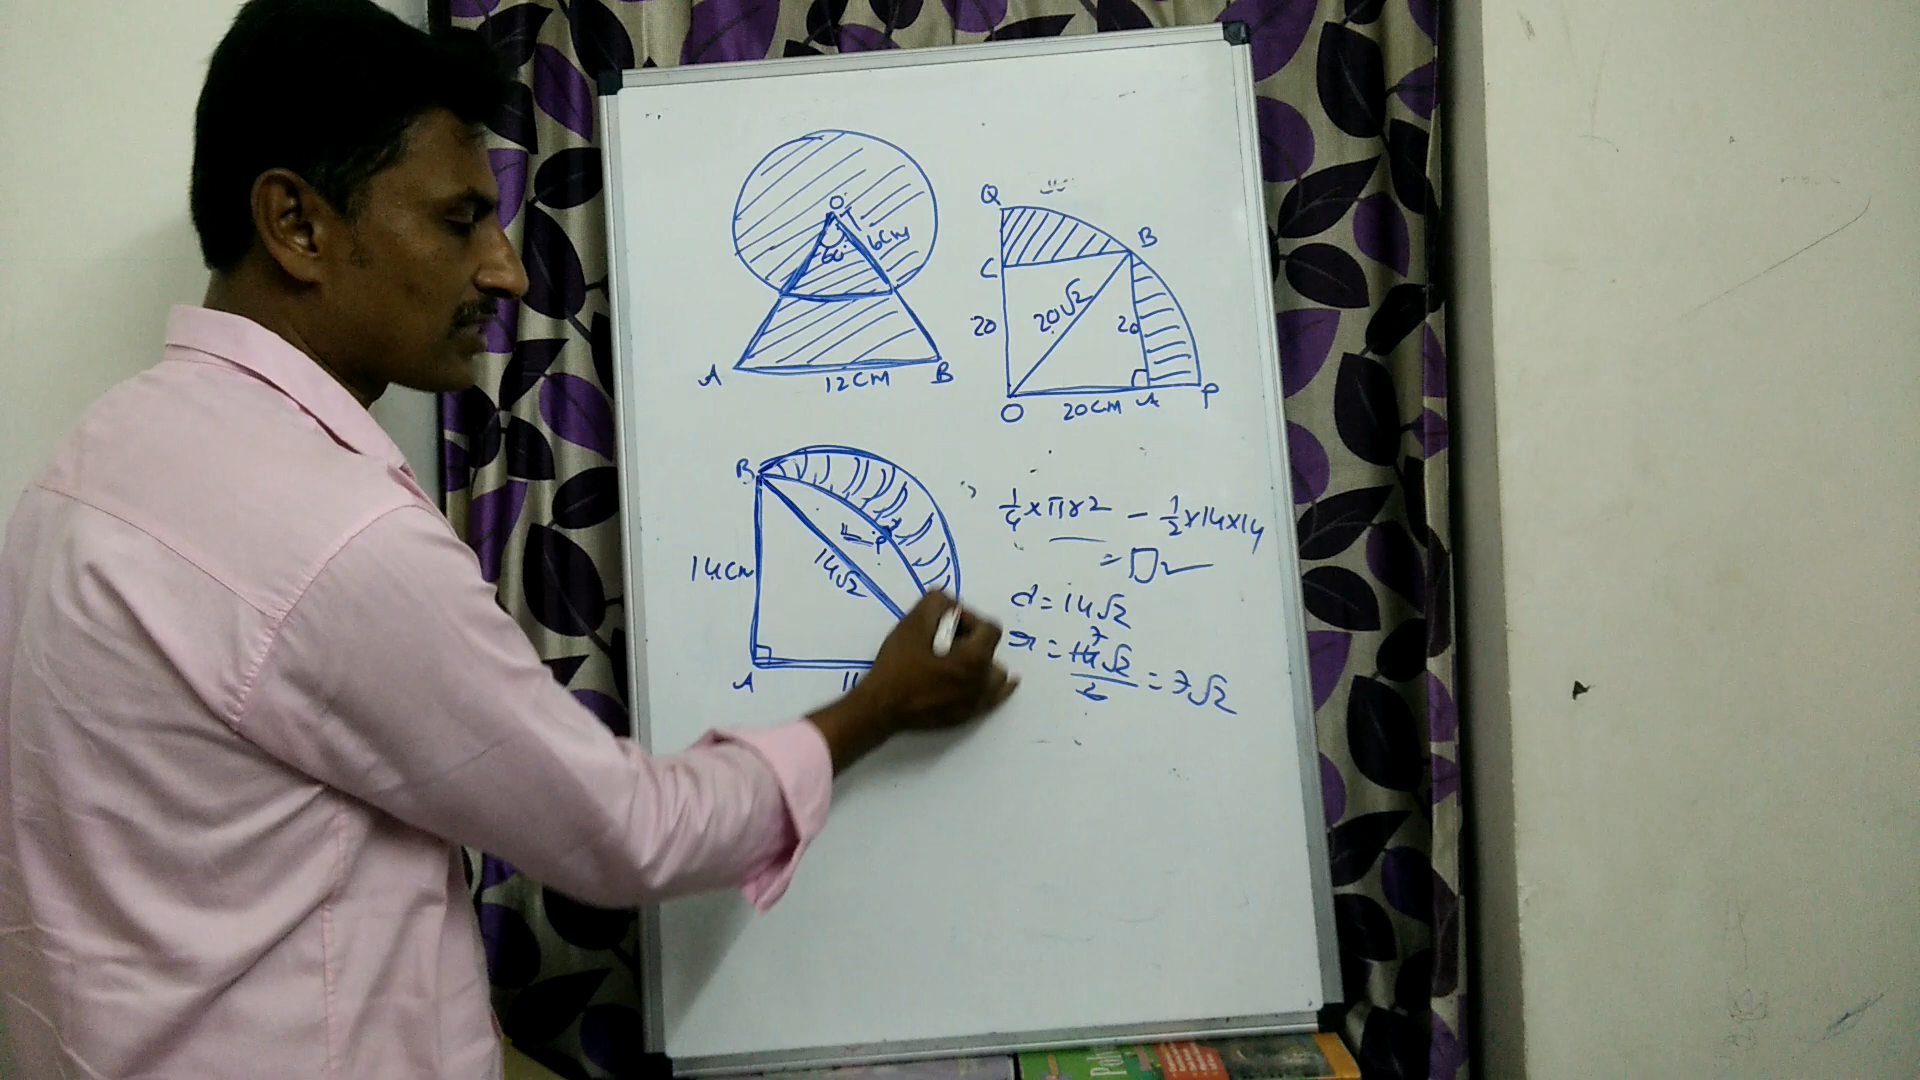 O
6cm
60°
A
12CM
B
Q
B
C
20
20√2
20
O
20CM
A
P
B
14cm
14√2
P
A
1/4 × πr2 − 1/2 × 14 × 14
=
d = 14√2
7
r = 14√2/2 = 7√2